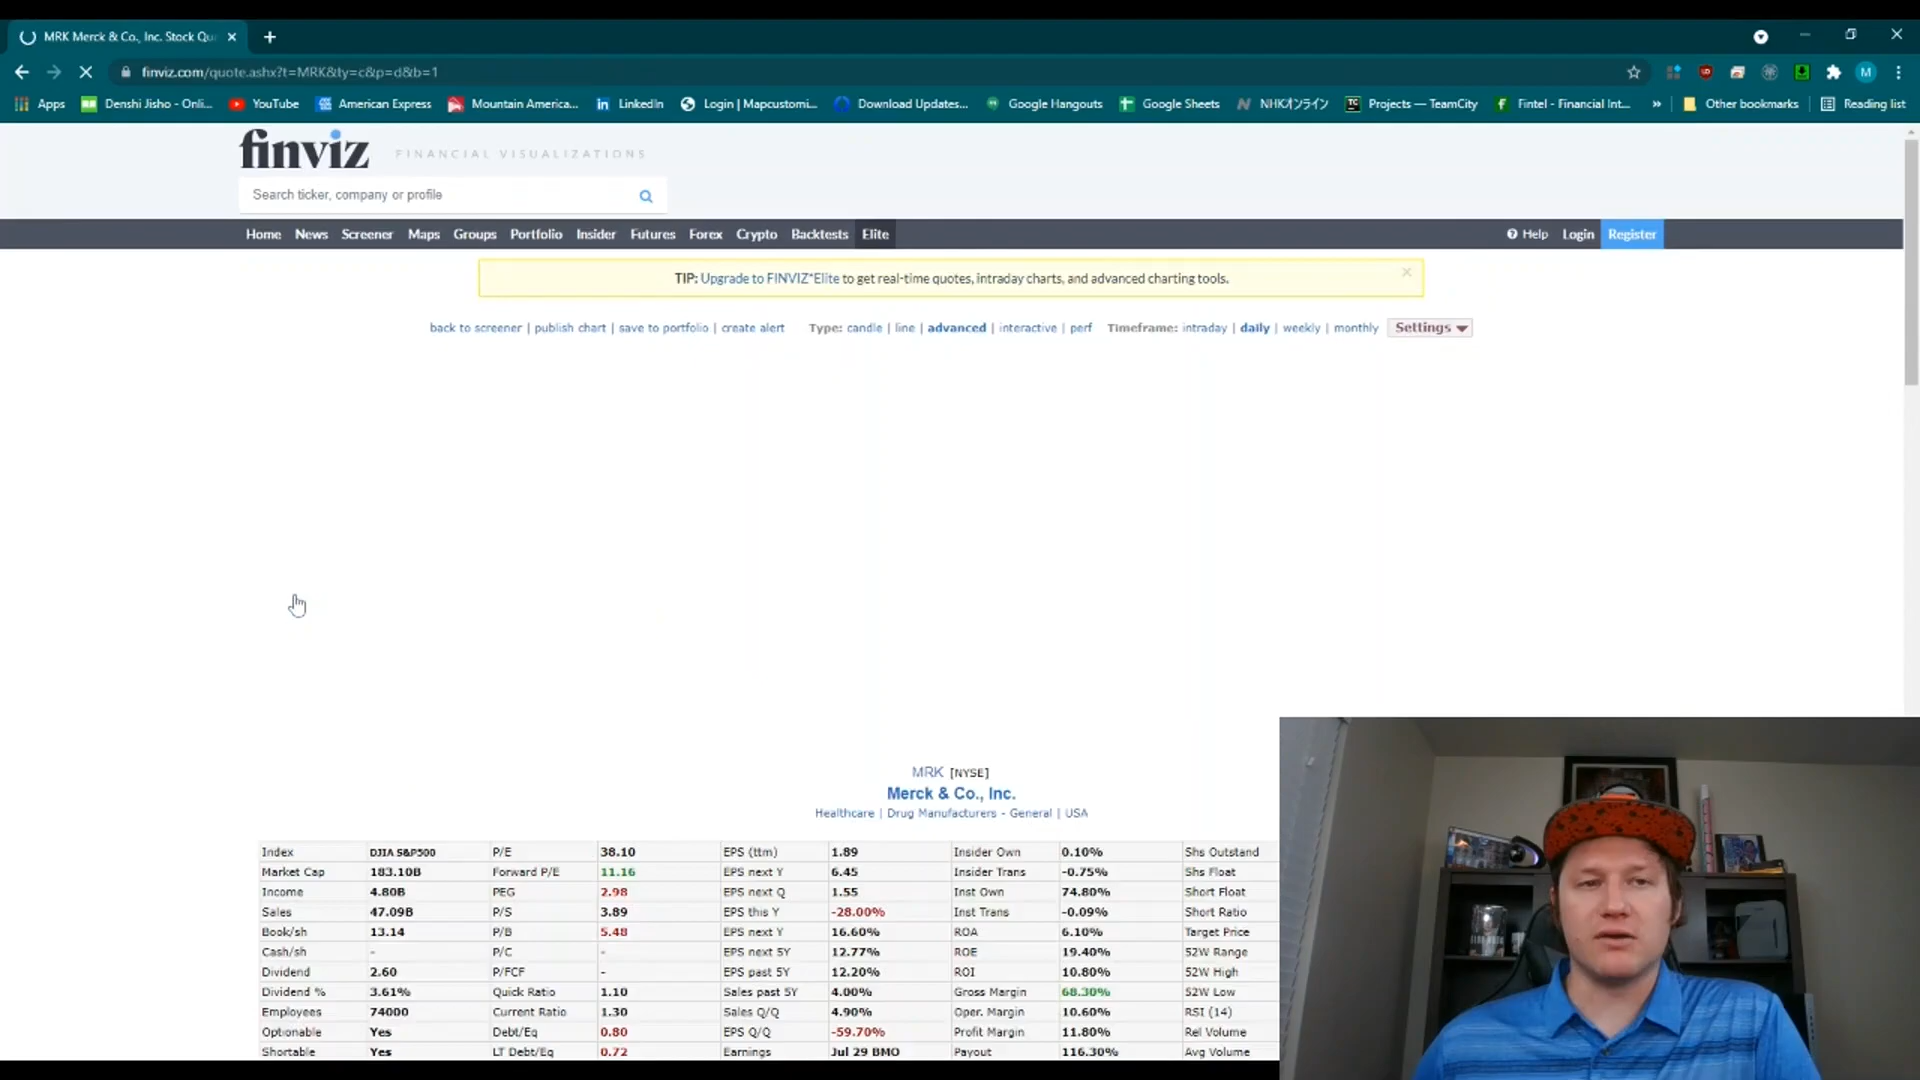 MRK Merck & Co., Inc. Stock Qu
finviz.com/quote.ashx?t=MRK&ty=c&p=d&b=1
M
Apps Denshi Jisho - Onli... YouTube American Express Mountain America... LinkedIn Login | Mapcustomi... Download Updates... Google Hangouts Google Sheets NHKオンライン Projects — TeamCity Fintel - Financial Int... » Other bookmarks Reading list
finviz FINANCIAL VISUALIZATIONS
Search ticker, company or profile
Home News Screener Maps Groups Portfolio Insider Futures Forex Crypto Backtests Elite Help Login Register
TIP: Upgrade to FINVIZ*Elite to get real-time quotes, intraday charts, and advanced charting tools.
back to screener | publish chart | save to portfolio | create alert Type: candle | line | advanced | interactive | perf Timeframe: intraday | daily | weekly | monthly Settings
MRK [NYSE]
Merck & Co., Inc.
Healthcare | Drug Manufacturers - General | USA
Index DJIA S&P500 P/E 38.10 EPS (ttm) 1.89 Insider Own 0.10% Shs Outstand
Market Cap 183.10B Forward P/E 11.16 EPS next Y 6.45 Insider Trans -0.75% Shs Float
Income 4.80B PEG 2.98 EPS next Q 1.55 Inst Own 74.80% Short Float
Sales 47.09B P/S 3.89 EPS this Y -28.00% Inst Trans -0.09% Short Ratio
Book/sh 13.14 P/B 5.48 EPS next Y 16.60% ROA 6.10% Target Price
Cash/sh - P/C - EPS next 5Y 12.77% ROE 19.40% 52W Range
Dividend 2.60 P/FCF - EPS past 5Y 12.20% ROI 10.80% 52W High
Dividend % 3.61% Quick Ratio 1.10 Sales past 5Y 4.00% Gross Margin 68.30% 52W Low
Employees 74000 Current Ratio 1.30 Sales Q/Q 4.90% Oper. Margin 10.60% RSI (14)
Optionable Yes Debt/Eq 0.80 EPS Q/Q -59.70% Profit Margin 11.80% Rel Volume
Shortable Yes LT Debt/Eq 0.72 Earnings Jul 29 BMO Payout 116.30% Avg Volume